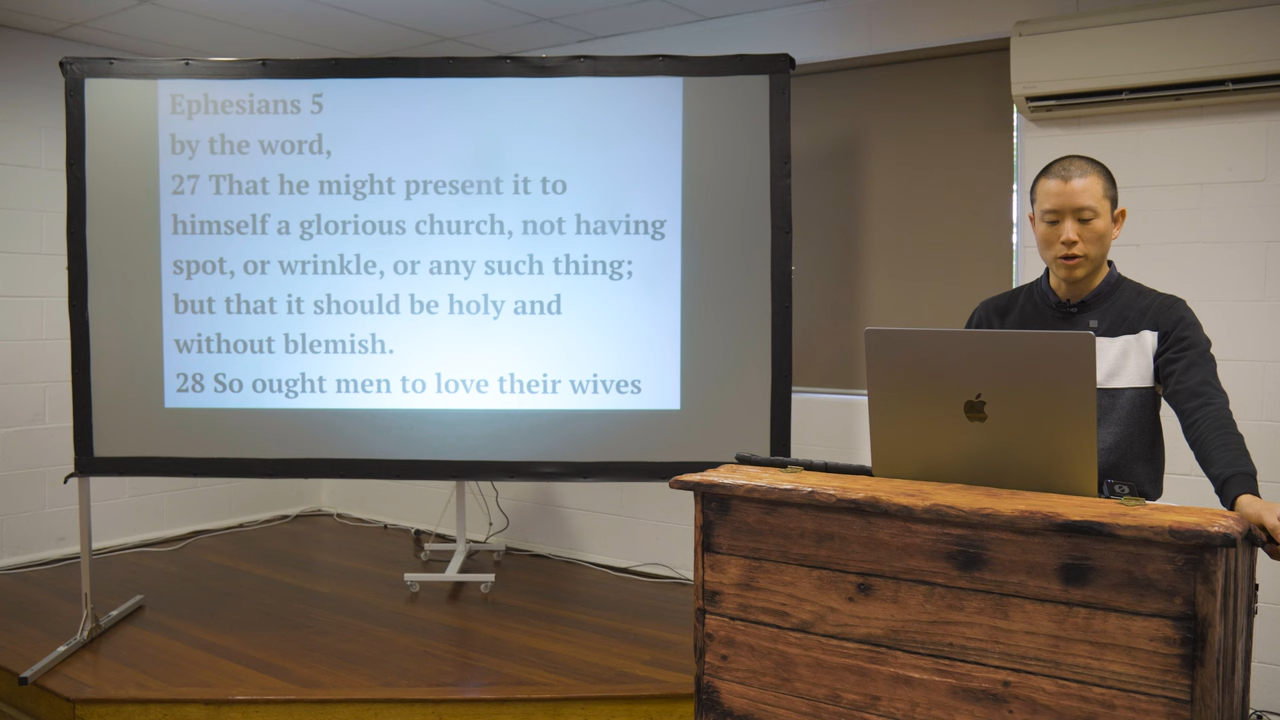 Ephesians 5
by the word,
27 That he might present it to
himself a glorious church, not having
spot, or wrinkle, or any such thing;
but that it should be holy and
without blemish.
28 So ought men to love their wives